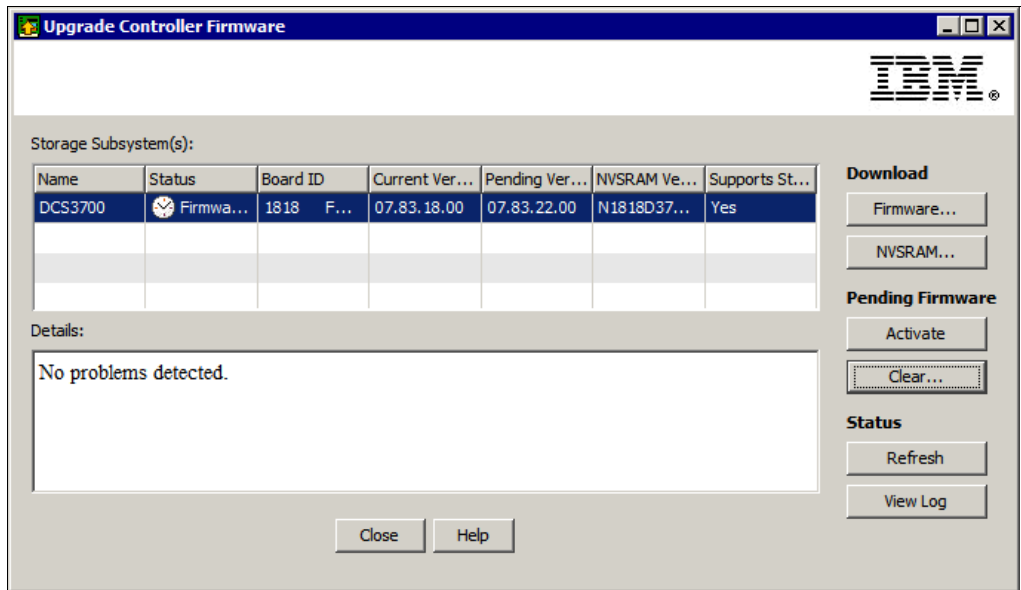 Upgrade Controller Firmware
IBM®
Storage Subsystem(s):
Name Status Board ID Current Ver... Pending Ver... NVSRAM Ve... Supports St...
DCS3700 Firmwa... 1818 F... 07.83.18.00 07.83.22.00 N1818D37... Yes
Download
Firmware...
NVSRAM...
Pending Firmware
Activate
Clear...
Details:
No problems detected.
Status
Refresh
View Log
Close Help